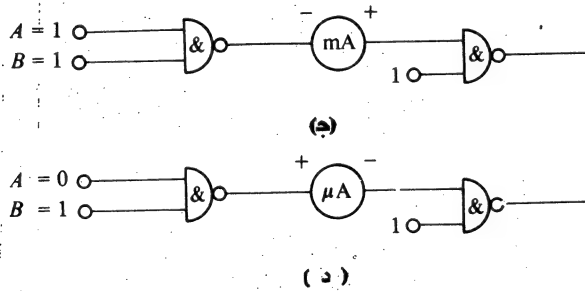 A = 1
B = 1
& − mA + & 1
(ج)
A = 0
B = 1
& + μA − & 1
(د)